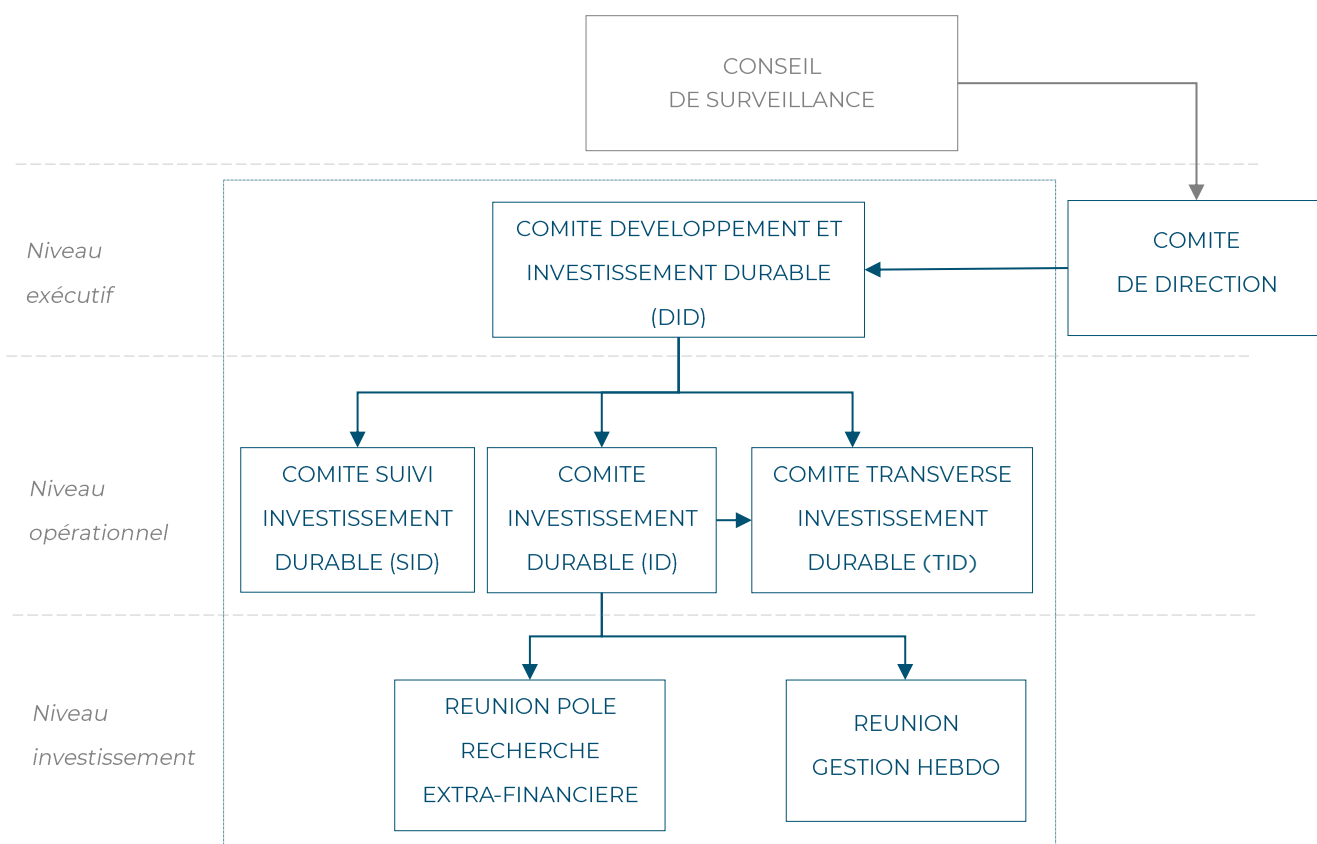 CONSEIL
DE SURVEILLANCE
Niveau
exécutif
COMITE DEVELOPPEMENT ET
INVESTISSEMENT DURABLE
(DID)
COMITE
DE DIRECTION
Niveau
opérationnel
COMITE SUIVI
INVESTISSEMENT
DURABLE (SID)
COMITE
INVESTISSEMENT
DURABLE (ID)
COMITE TRANSVERSE
INVESTISSEMENT
DURABLE (TID)
Niveau
investissement
REUNION POLE
RECHERCHE
EXTRA-FINANCIERE
REUNION
GESTION HEBDO